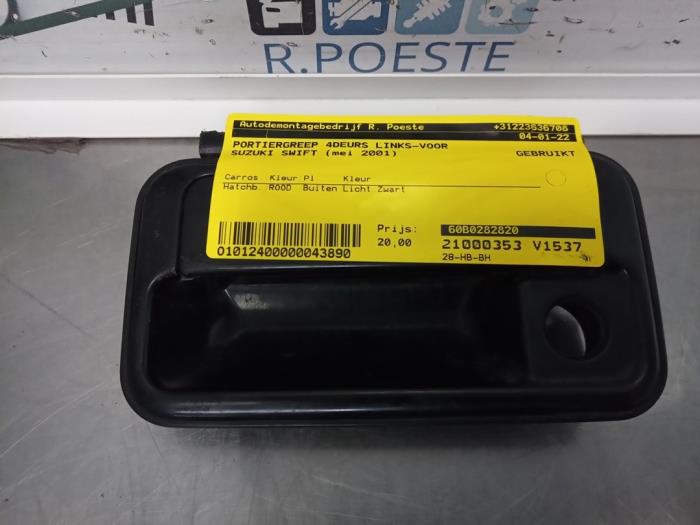 R.POESTE
Autodemontagebedrijf R. Poeste +31223636708
04-01-22
PORTIERGREEP 4DEURS LINKS-VOOR
SUZUKI SWIFT (mei 2001) GEBRUIKT
Carros Kleur Pl Kleur
Hatchb. ROOD Buiten Licht Zwart
Prijs: 60B0282820
20,00 21000353 V1537
01012400000043890 28-HB-BH